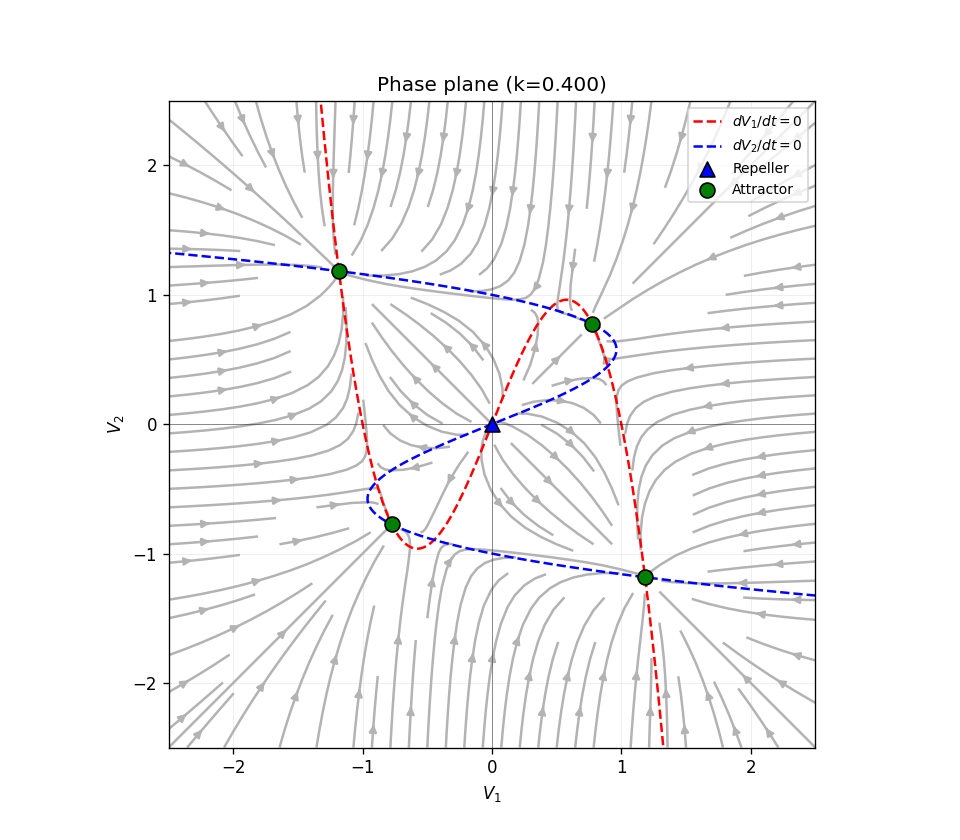 Phase plane (k=0.400)
dV₁/dt = 0
dV₂/dt = 0
Repeller
Attractor
2
1
0
−1
−2
V₂
−2 −1 0 1 2
V₁